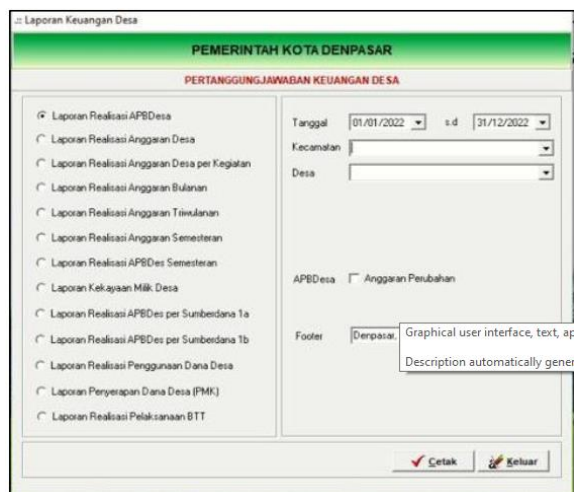 .:: Laporan Keuangan Desa
PEMERINTAH KOTA DENPASAR
PERTANGGUNGJAWABAN KEUANGAN DESA
Laporan Realisasi APBDesa
Laporan Realisasi Anggaran Desa
Laporan Realisasi Anggaran Desa per Kegiatan
Laporan Realisasi Anggaran Bulanan
Laporan Realisasi Anggaran Triwulanan
Laporan Realisasi Anggaran Semesteran
Laporan Realisasi APBDes Semesteran
Laporan Kekayaan Milik Desa
Laporan Realisasi APBDes per Sumberdana 1a
Laporan Realisasi APBDes per Sumberdana 1b
Laporan Realisasi Penggunaan Dana Desa
Laporan Penyerapan Dana Desa (PMK)
Laporan Realisasi Pelaksanaan BTT
Tanggal 01/01/2022 s.d 31/12/2022
Kecamatan
Desa
APBDesa Anggaran Perubahan
Footer Denpasar,
Graphical user interface, text, ap
Description automatically gener
Cetak Keluar